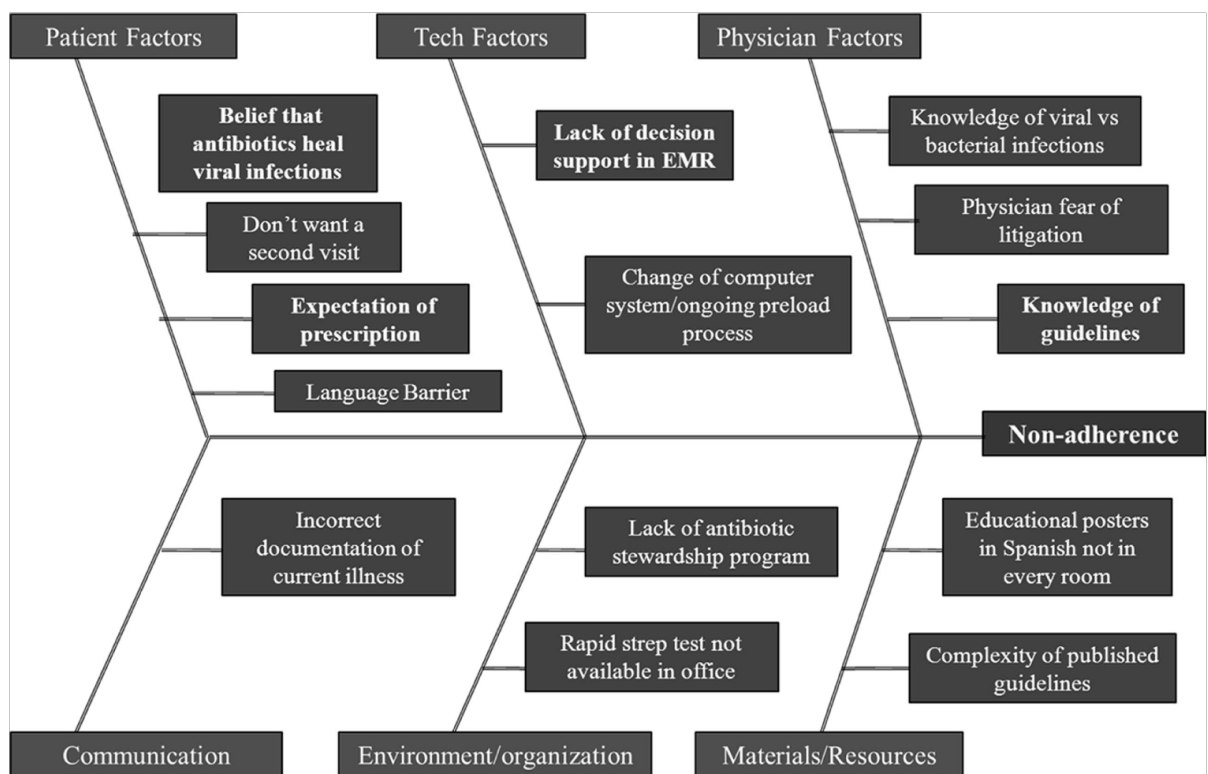 Patient Factors
Tech Factors
Physician Factors
Belief that
antibiotics heal
viral infections
Don’t want a
second visit
Expectation of
prescription
Language Barrier
Lack of decision
support in EMR
Change of computer
system/ongoing preload
process
Knowledge of viral vs
bacterial infections
Physician fear of
litigation
Knowledge of
guidelines
Non-adherence
Incorrect
documentation of
current illness
Lack of antibiotic
stewardship program
Rapid strep test not
available in office
Educational posters
in Spanish not in
every room
Complexity of published
guidelines
Communication
Environment/organization
Materials/Resources